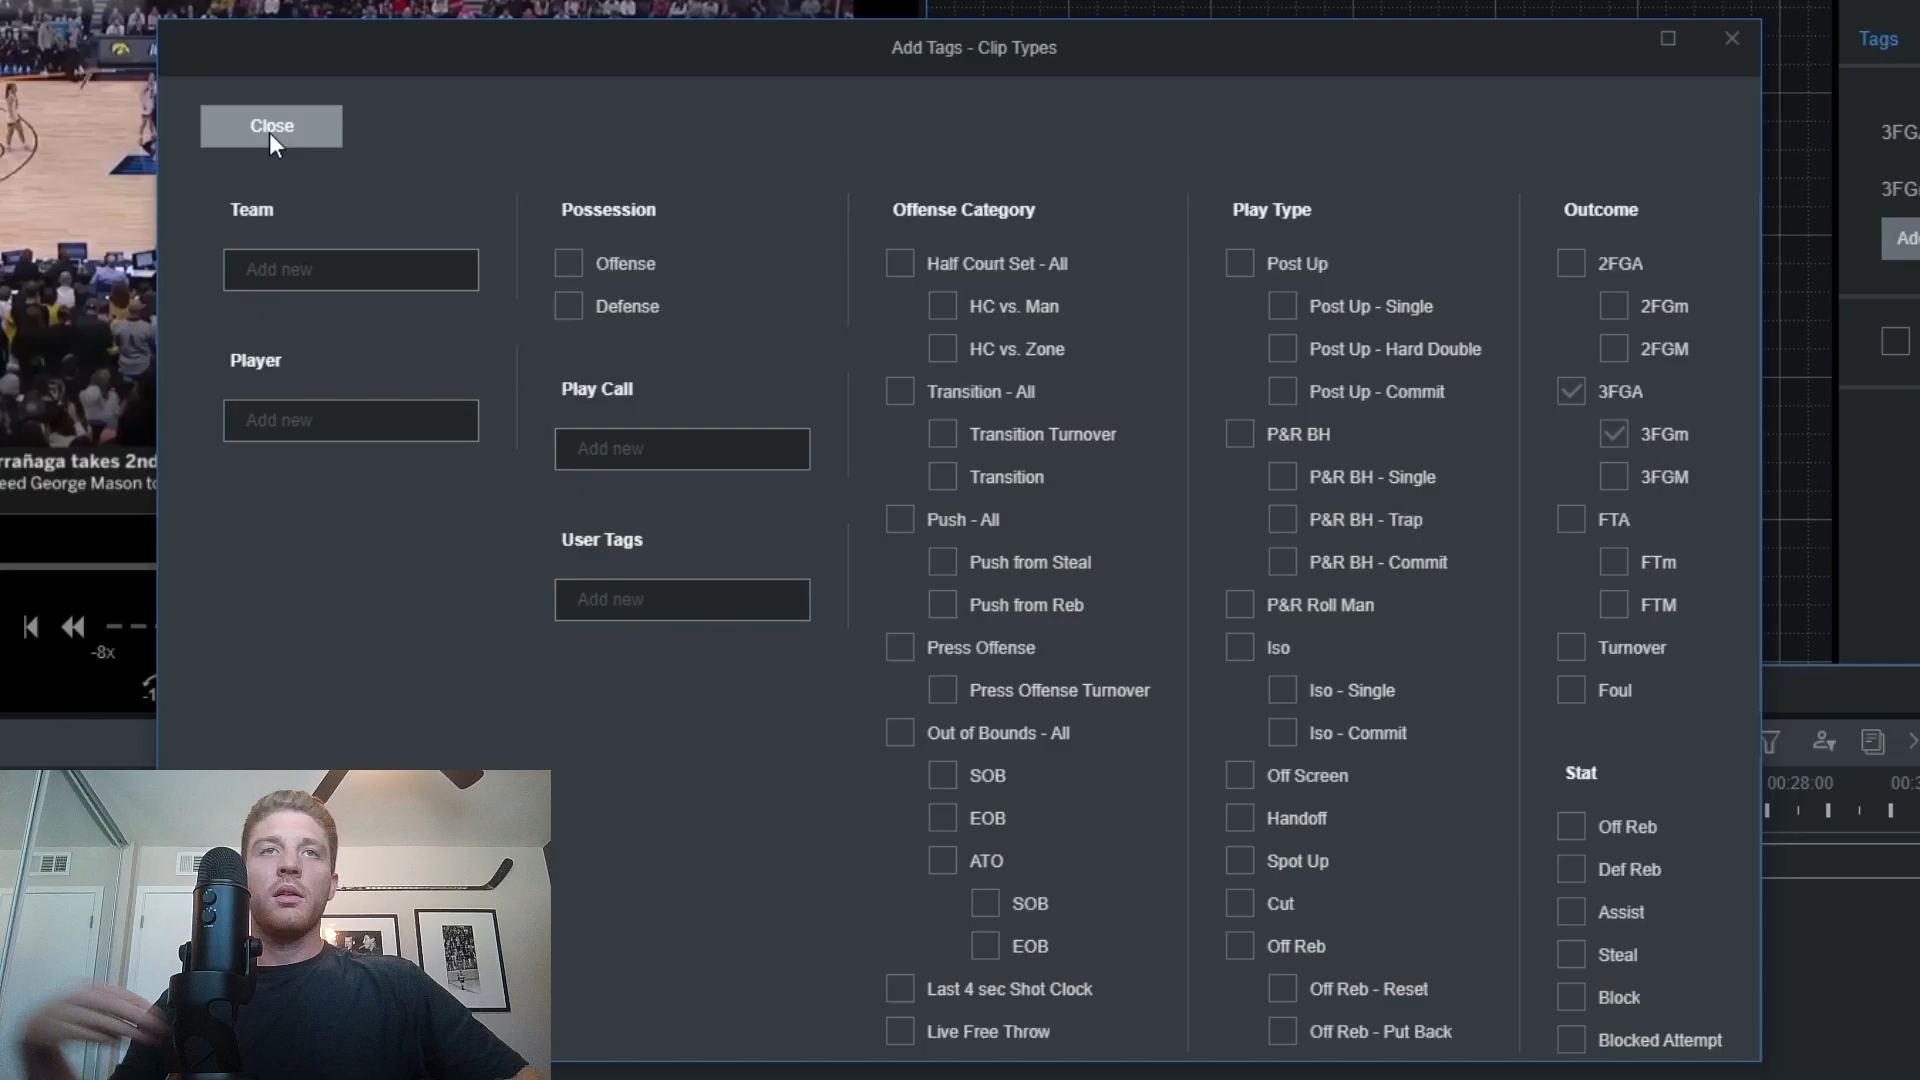 Add Tags - Clip Types
Tags
Close
Team
Add new
Player
Add new
Possession
Offense
Defense
Play Call
Add new
User Tags
Add new
Offense Category
Half Court Set - All
HC vs. Man
HC vs. Zone
Transition - All
Transition Turnover
Transition
Push - All
Push from Steal
Push from Reb
Press Offense
Press Offense Turnover
Out of Bounds - All
SOB
EOB
ATO
SOB
EOB
Last 4 sec Shot Clock
Live Free Throw
Play Type
Post Up
Post Up - Single
Post Up - Hard Double
Post Up - Commit
P&R BH
P&R BH - Single
P&R BH - Trap
P&R BH - Commit
P&R Roll Man
Iso
Iso - Single
Iso - Commit
Off Screen
Handoff
Spot Up
Cut
Off Reb
Off Reb - Reset
Off Reb - Put Back
Outcome
2FGA
2FGm
2FGM
3FGA
3FGm
3FGM
FTA
FTm
FTM
Turnover
Foul
Stat
Off Reb
Def Reb
Assist
Steal
Block
Blocked Attempt
rrañaga takes 2nd
eed George Mason to
-8x
-1
3FG
3FG
Ad
00:28:00
00:3